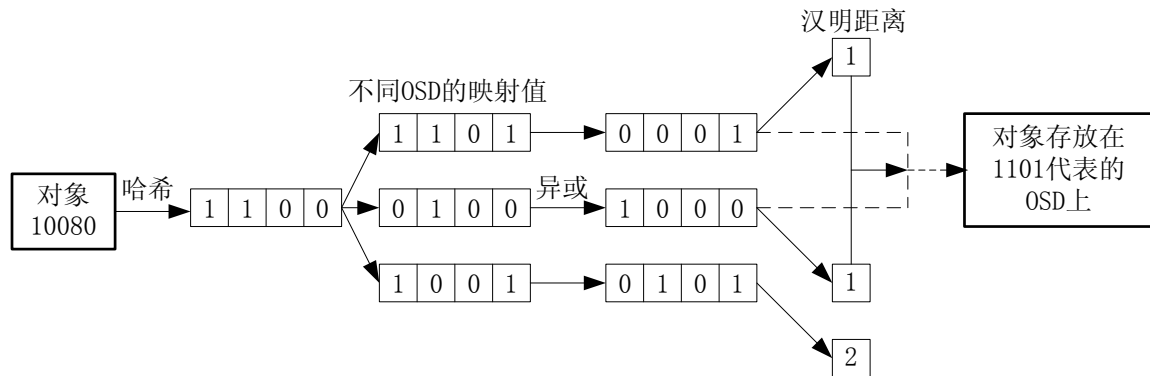 汉明距离
1
不同OSD的映射值
1 1 0 1
0 0 0 1
对象
10080
哈希
1 1 0 0
0 1 0 0
异或
1 0 0 0
对象存放在
1101代表的
OSD上
1 0 0 1
0 1 0 1
1
2